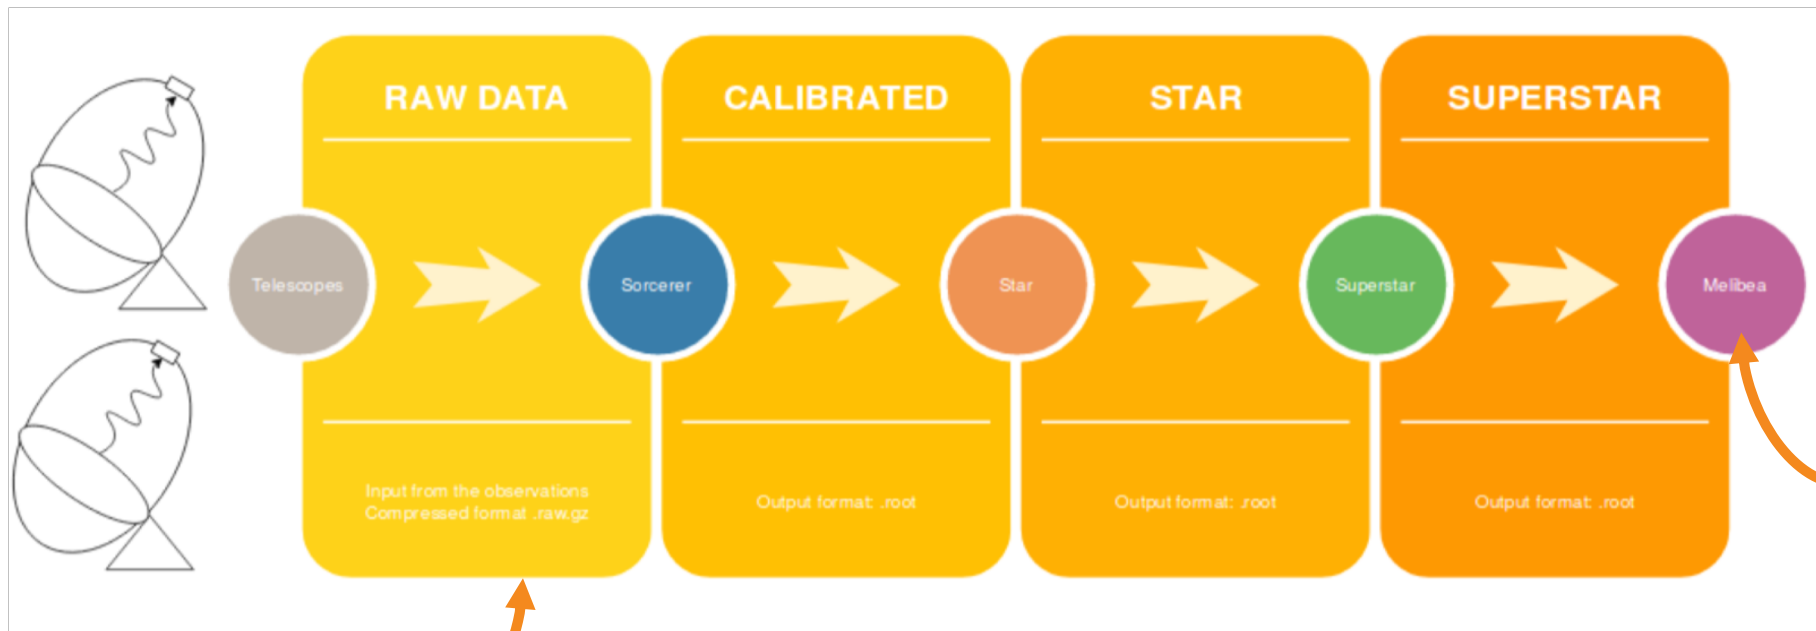 RAW DATA
CALIBRATED
STAR
SUPERSTAR
Telescopes
Sorcerer
Star
Superstar
Melibea
Input from the observations
Compressed format .raw.gz
Output format: .root
Output format: .root
Output format: .root